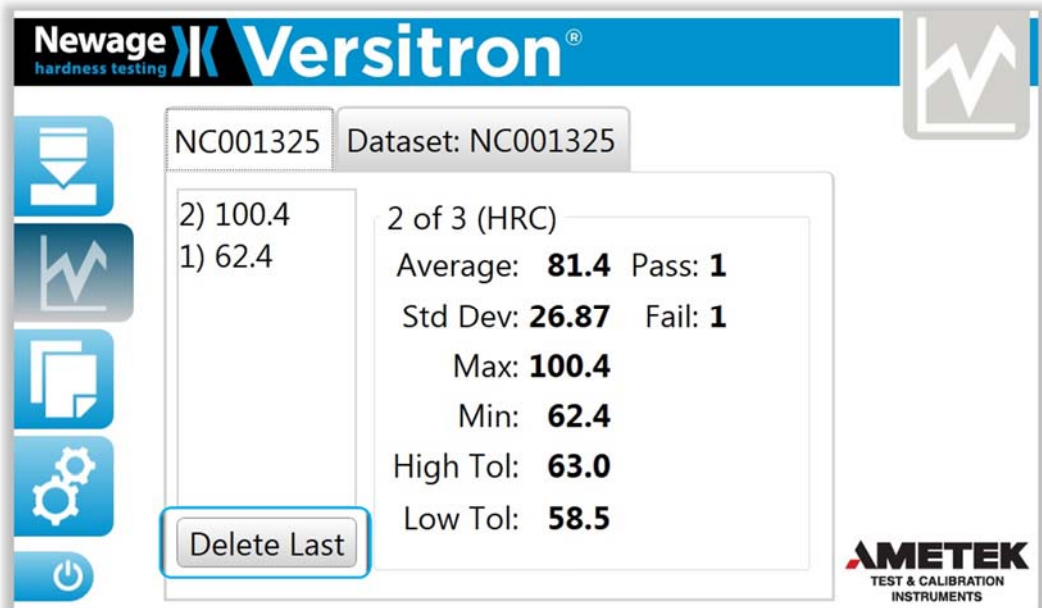 Newage Versitron®
hardness testing
NC001325
Dataset: NC001325
2) 100.4
1) 62.4
2 of 3 (HRC)
Average: 81.4 Pass: 1
Std Dev: 26.87 Fail: 1
Max: 100.4
Min: 62.4
High Tol: 63.0
Low Tol: 58.5
Delete Last
AMETEK
TEST & CALIBRATION
INSTRUMENTS